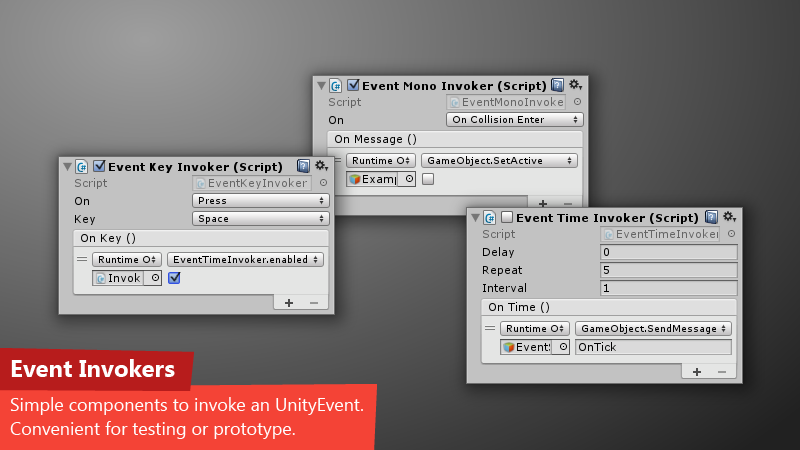 Event Mono Invoker (Script)
Script EventMonoInvoke
On On Collision Enter
On Message ()
Runtime O GameObject.SetActive
Examp
Event Key Invoker (Script)
Script EventKeyInvoker
On Press
Key Space
On Key ()
Runtime O EventTimeInvoker.enabled
Invok
Event Time Invoker (Script)
Script EventTimeInvoker
Delay 0
Repeat 5
Interval 1
On Time ()
Runtime O GameObject.SendMessage
EventS OnTick
Event Invokers
Simple components to invoke an UnityEvent.
Convenient for testing or prototype.